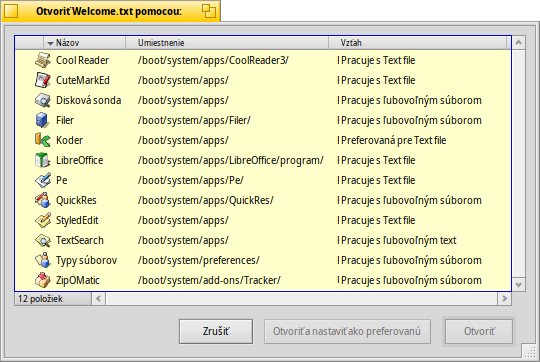 Otvoriť Welcome.txt pomocou:
Názov Umiestnenie Vzťah
Cool Reader /boot/system/apps/CoolReader3/ Pracuje s Text file
CuteMarkEd /boot/system/apps/ Pracuje s Text file
Disková sonda /boot/system/apps/ Pracuje s ľubovoľným súborom
Filer /boot/system/apps/Filer/ Pracuje s ľubovoľným súborom
Koder /boot/system/apps/ Preferovaná pre Text file
LibreOffice /boot/system/apps/LibreOffice/program/ Pracuje s Text file
Pe /boot/system/apps/Pe/ Pracuje s Text file
QuickRes /boot/system/apps/QuickRes/ Pracuje s ľubovoľným súborom
StyledEdit /boot/system/apps/ Pracuje s Text file
TextSearch /boot/system/apps/ Pracuje s ľubovoľným text
Typy súborov /boot/system/preferences/ Pracuje s ľubovoľným súborom
ZipOMatic /boot/system/add-ons/Tracker/ Pracuje s ľubovoľným súborom
12 položiek
Zrušiť Otvoriť a nastaviť ako preferovanú Otvoriť